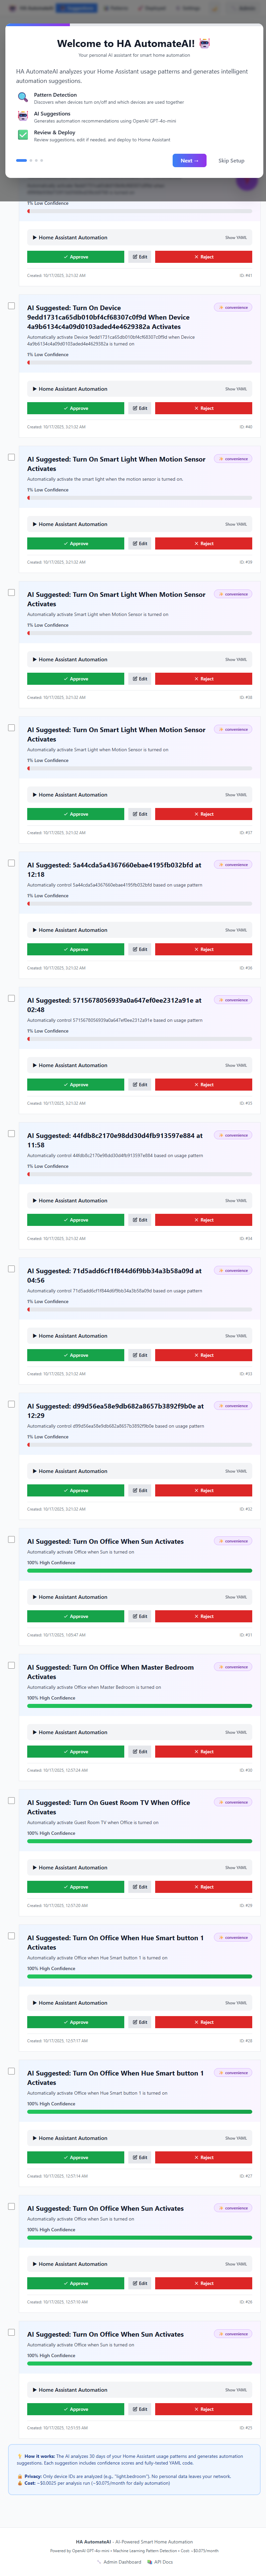 Welcome to HA AutomateAI!
Your personal AI assistant for smart home automation
HA AutomateAI analyzes your Home Assistant usage patterns and generates intelligent
automation suggestions.
Pattern Detection
Discover when devices turn on/off and which devices are used together
AI Suggestions
Generates automation recommendations using OpenAI GPT-4o-mini
Review & Deploy
Review suggestions, edit if needed, and deploy to Home Assistant
Next →
Skip Setup
1% Low Confidence
▶ Home Assistant Automation
Show YAML
✓ Approve
Edit
✕ Reject
Created: 10/17/2025, 3:21:33 AM
ID: #41
AI Suggested: Turn On Device
9edd1731ca65db010bf4cf68307c0f9d When Device
4a9b6134c4a09d0103aded4e4629382a Activates
convenience
Automatically activate Device 9edd1731ca65db010bf4cf68307c0f9d when Device
4a9b6134c4a09d0103aded4e4629382a is turned on
1% Low Confidence
▶ Home Assistant Automation
Show YAML
✓ Approve
Edit
✕ Reject
Created: 10/17/2025, 3:21:33 AM
ID: #40
AI Suggested: Turn On Smart Light When Motion Sensor
Activates
convenience
Automatically activate the smart light when the motion sensor is turned on.
1% Low Confidence
▶ Home Assistant Automation
Show YAML
✓ Approve
Edit
✕ Reject
Created: 10/17/2025, 3:21:33 AM
ID: #39
AI Suggested: Turn On Smart Light When Motion Sensor
Activates
convenience
Automatically activate Smart Light when Motion Sensor is turned on
1% Low Confidence
▶ Home Assistant Automation
Show YAML
✓ Approve
Edit
✕ Reject
Created: 10/17/2025, 3:21:33 AM
ID: #38
AI Suggested: Turn On Smart Light When Motion Sensor
Activates
convenience
Automatically activate Smart Light when Motion Sensor is turned on
1% Low Confidence
▶ Home Assistant Automation
Show YAML
✓ Approve
Edit
✕ Reject
Created: 10/17/2025, 3:21:32 AM
ID: #37
AI Suggested: 5a44cda5a4367660ebae4195fb032bfd at
12:18
convenience
Automatically control 5a44cda5a4367660ebae4195fb032bfd based on usage pattern
1% Low Confidence
▶ Home Assistant Automation
Show YAML
✓ Approve
Edit
✕ Reject
Created: 10/17/2025, 3:21:32 AM
ID: #36
AI Suggested: 5715678056939a0a647ef0ee2312a91e at
02:48
convenience
Automatically control 5715678056939a0a647ef0ee2312a91e based on usage pattern
1% Low Confidence
▶ Home Assistant Automation
Show YAML
✓ Approve
Edit
✕ Reject
Created: 10/17/2025, 3:21:32 AM
ID: #35
AI Suggested: 44fdb8c2170e98dd30d4fb913597e884 at
11:58
convenience
Automatically control 44fdb8c2170e98dd30d4fb913597e884 based on usage pattern
1% Low Confidence
▶ Home Assistant Automation
Show YAML
✓ Approve
Edit
✕ Reject
Created: 10/17/2025, 3:21:32 AM
ID: #34
AI Suggested: 71d5add6cf1f844d6f9bb34a3b58a09d at
04:56
convenience
Automatically control 71d5add6cf1f844d6f9bb34a3b58a09d based on usage pattern
1% Low Confidence
▶ Home Assistant Automation
Show YAML
✓ Approve
Edit
✕ Reject
Created: 10/17/2025, 3:21:32 AM
ID: #33
AI Suggested: d99d56ea58e9db682a8657b3892f9b0e at
12:29
convenience
Automatically control d99d56ea58e9db682a8657b3892f9b0e based on usage pattern
1% Low Confidence
▶ Home Assistant Automation
Show YAML
✓ Approve
Edit
✕ Reject
Created: 10/17/2025, 3:21:32 AM
ID: #32
AI Suggested: Turn On Office When Sun Activates
convenience
Automatically activate Office when Sun is turned on
100% High Confidence
▶ Home Assistant Automation
Show YAML
✓ Approve
Edit
✕ Reject
Created: 10/17/2025, 1:05:47 AM
ID: #31
AI Suggested: Turn On Office When Master Bedroom
Activates
convenience
Automatically activate Office when Master Bedroom is turned on
100% High Confidence
▶ Home Assistant Automation
Show YAML
✓ Approve
Edit
✕ Reject
Created: 10/17/2025, 12:57:24 AM
ID: #30
AI Suggested: Turn On Guest Room TV When Office
Activates
convenience
Automatically activate Guest Room TV when Office is turned on
100% High Confidence
▶ Home Assistant Automation
Show YAML
✓ Approve
Edit
✕ Reject
Created: 10/17/2025, 12:57:20 AM
ID: #29
AI Suggested: Turn On Office When Hue Smart button 1
Activates
convenience
Automatically activate Office when Hue Smart button 1 is turned on
100% High Confidence
▶ Home Assistant Automation
Show YAML
✓ Approve
Edit
✕ Reject
Created: 10/17/2025, 12:57:17 AM
ID: #28
AI Suggested: Turn On Office When Hue Smart button 1
Activates
convenience
Automatically activate Office when Hue Smart button 1 is turned on
100% High Confidence
▶ Home Assistant Automation
Show YAML
✓ Approve
Edit
✕ Reject
Created: 10/17/2025, 12:57:14 AM
ID: #27
AI Suggested: Turn On Office When Sun Activates
convenience
Automatically activate Office when Sun is turned on
100% High Confidence
▶ Home Assistant Automation
Show YAML
✓ Approve
Edit
✕ Reject
Created: 10/17/2025, 12:57:10 AM
ID: #26
AI Suggested: Turn On Office When Sun Activates
convenience
Automatically activate Office when Sun is turned on
100% High Confidence
▶ Home Assistant Automation
Show YAML
✓ Approve
Edit
✕ Reject
Created: 10/17/2025, 12:51:55 AM
ID: #25
How it works: The AI analyzes 30 days of your Home Assistant usage patterns and generates automation
suggestions. Each suggestion includes confidence scores and fully-tested YAML code.
Privacy: Only device IDs are analyzed (e.g., "light.bedroom"). No personal data leaves your network.
Cost: ~$0.0025 per analysis run (~$0.075/month for daily automation)
HA AutomateAI - AI-Powered Smart Home Automation
Powered by OpenAI GPT-4o-mini • Machine Learning Pattern Detection • Cost: ~$0.075/month
Admin Dashboard
API Docs